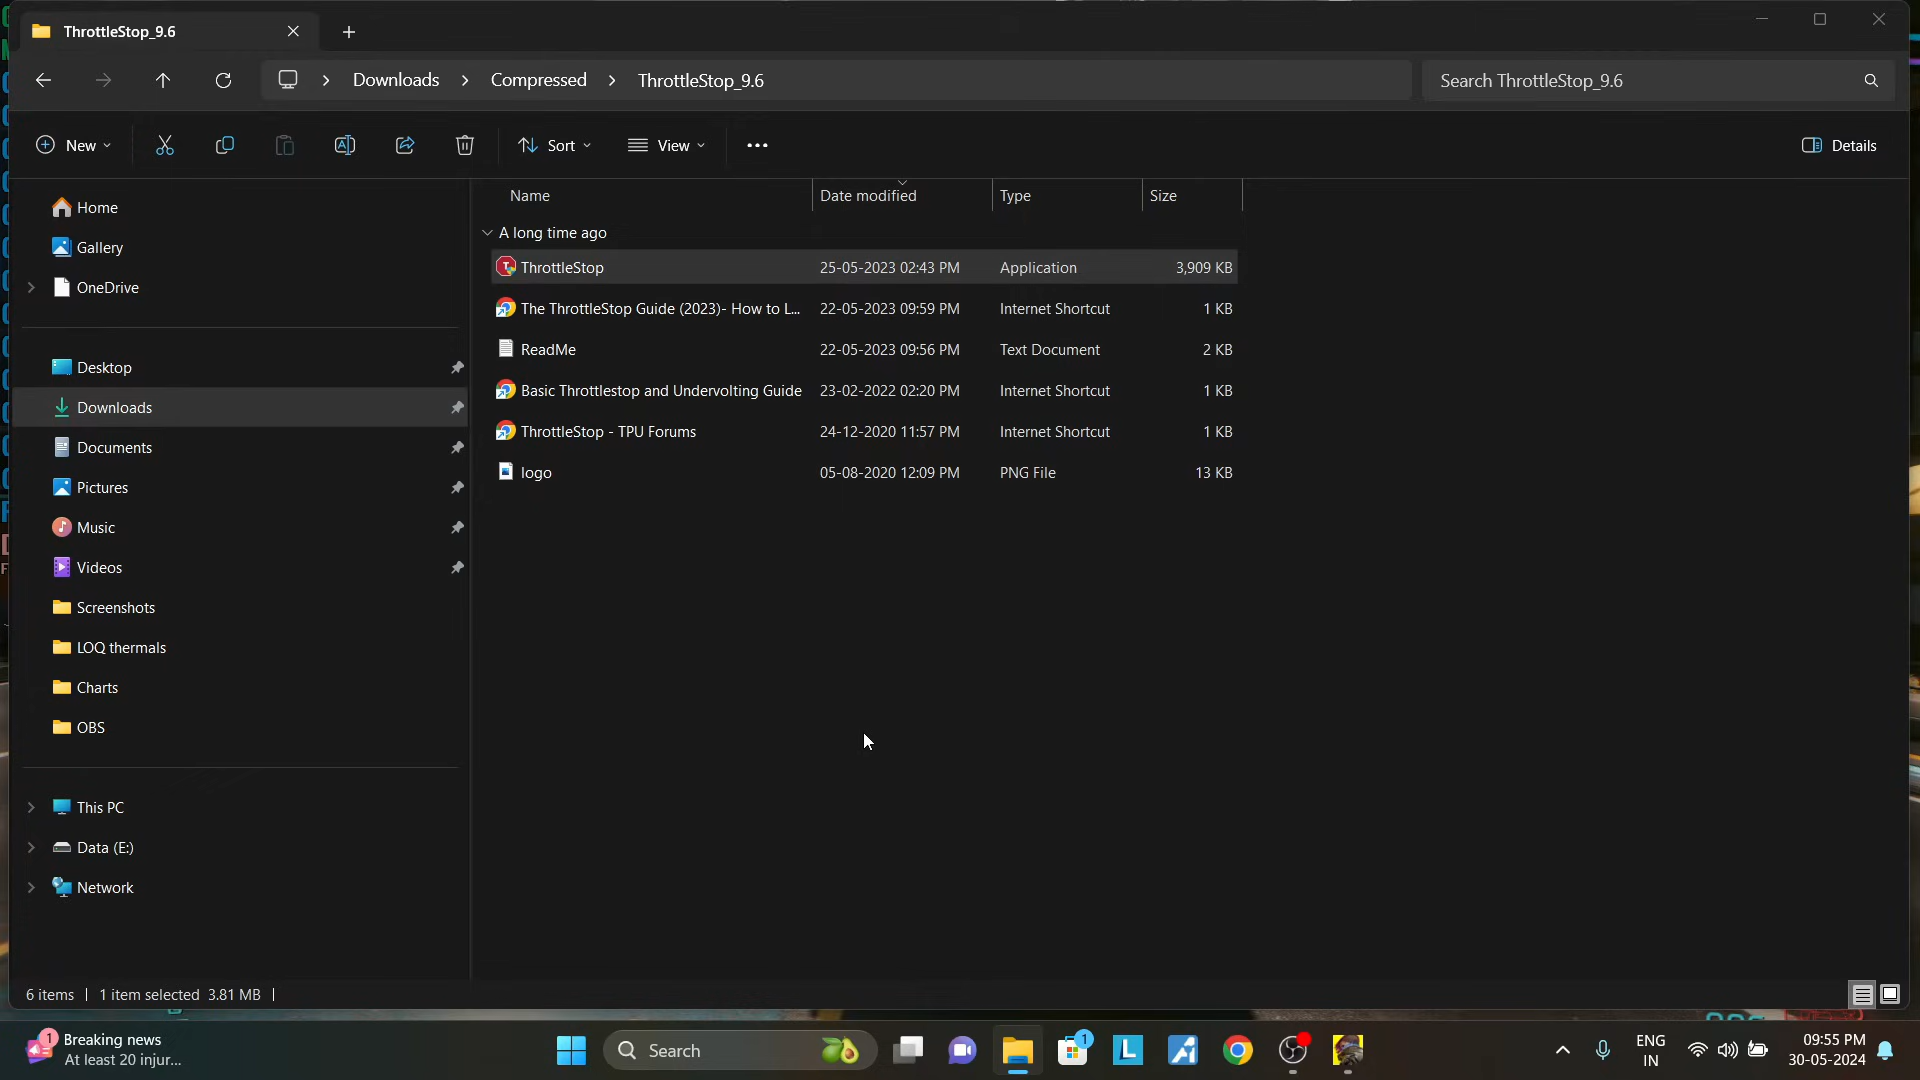 ThrottleStop_9.6
Downloads
Compressed
ThrottleStop_9.6
Search ThrottleStop_9.6
New
Sort
View
Details
Name
Date modified
Type
Size
A long time ago
ThrottleStop 25-05-2023 02:43 PM Application 3,909 KB
The ThrottleStop Guide (2023)- How to L... 22-05-2023 09:59 PM Internet Shortcut 1 KB
ReadMe 22-05-2023 09:56 PM Text Document 2 KB
Basic Throttlestop and Undervolting Guide 23-02-2022 02:20 PM Internet Shortcut 1 KB
ThrottleStop - TPU Forums 24-12-2020 11:57 PM Internet Shortcut 1 KB
logo 05-08-2020 12:09 PM PNG File 13 KB
Home
Gallery
OneDrive
Desktop
Downloads
Documents
Pictures
Music
Videos
Screenshots
LOQ thermals
Charts
OBS
This PC
Data (E:)
Network
6 items 1 item selected 3.81 MB
1
Breaking news
At least 20 injur...
Search
1
L
ENG
IN
09:55 PM
30-05-2024